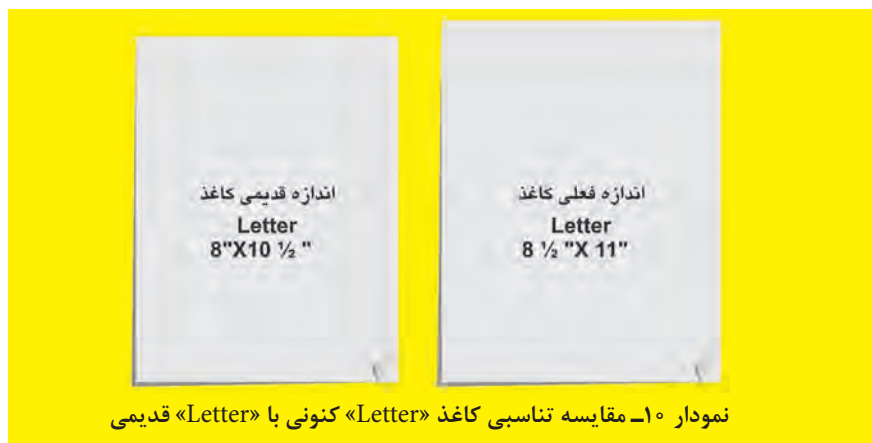 اندازه فعلی کاغذ
Letter
8 ½ "X 11"
اندازه قدیمی کاغذ
Letter
8"X10 ½ "
نمودار ۱۰ـ مقایسه تناسبی کاغذ «Letter» کنونی با «Letter» قدیمی